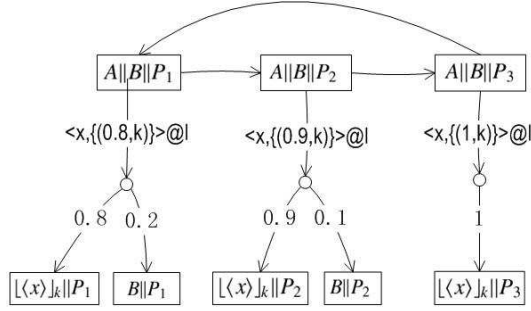 A||B||P₁ A||B||P₂ A||B||P₃
<x,{(0.8,k)}>@l <x,{(0.9,k)}>@l <x,{(1,k)}>@l
0.8 0.2 0.9 0.1 1
⌊⟨x⟩⌋ₖ||P₁ B||P₁ ⌊⟨x⟩⌋ₖ||P₂ B||P₂ ⌊⟨x⟩⌋ₖ||P₃